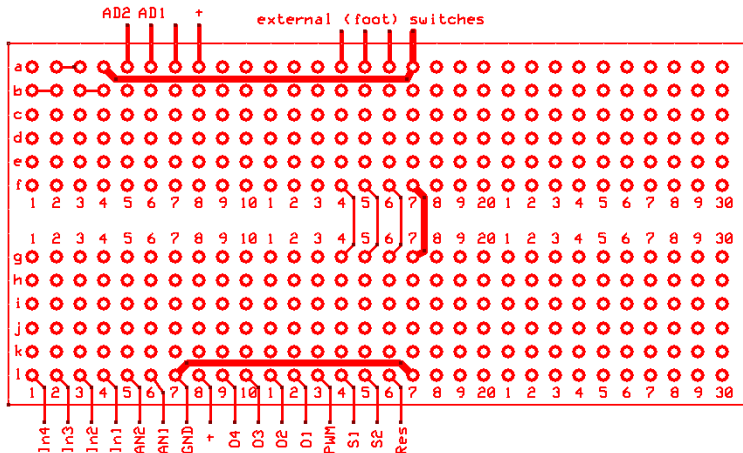 AD2 AD1 + external (foot) switches
a
b
c
d
e
f
1 2 3 4 5 6 7 8 9 10 1 2 3 4 5 6 7 8 9 20 1 2 3 4 5 6 7 8 9 30
1 2 3 4 5 6 7 8 9 10 1 2 3 4 5 6 7 8 9 20 1 2 3 4 5 6 7 8 9 30
g
h
i
j
k
l
1 2 3 4 5 6 7 8 9 10 1 2 3 4 5 6 7 8 9 20 1 2 3 4 5 6 7 8 9 30
In4 In3 In2 In1 AN2 AN1 GND + O4 O3 O2 O1 PWM S1 S2 Res